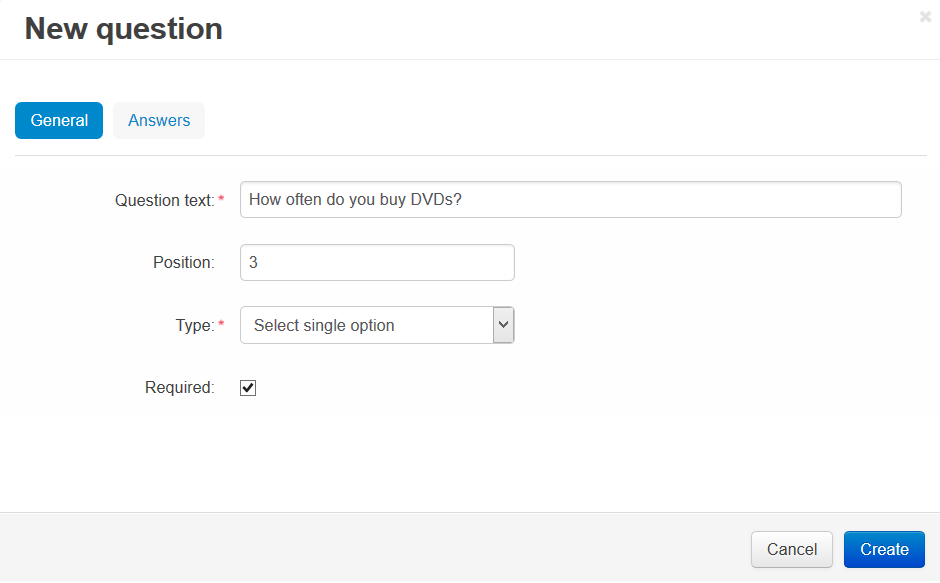 New question
General Answers
Question text:* How often do you buy DVDs?
Position: 3
Type:* Select single option
Required:
Cancel Create